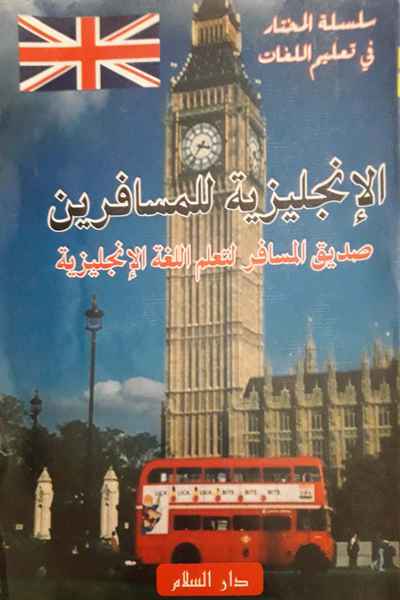 سلسلة المختار
في تعليم اللغات
الإنجليزية للمسافرين
صديق المسافر لتعلم اللغة الإنجليزية
دار السلام